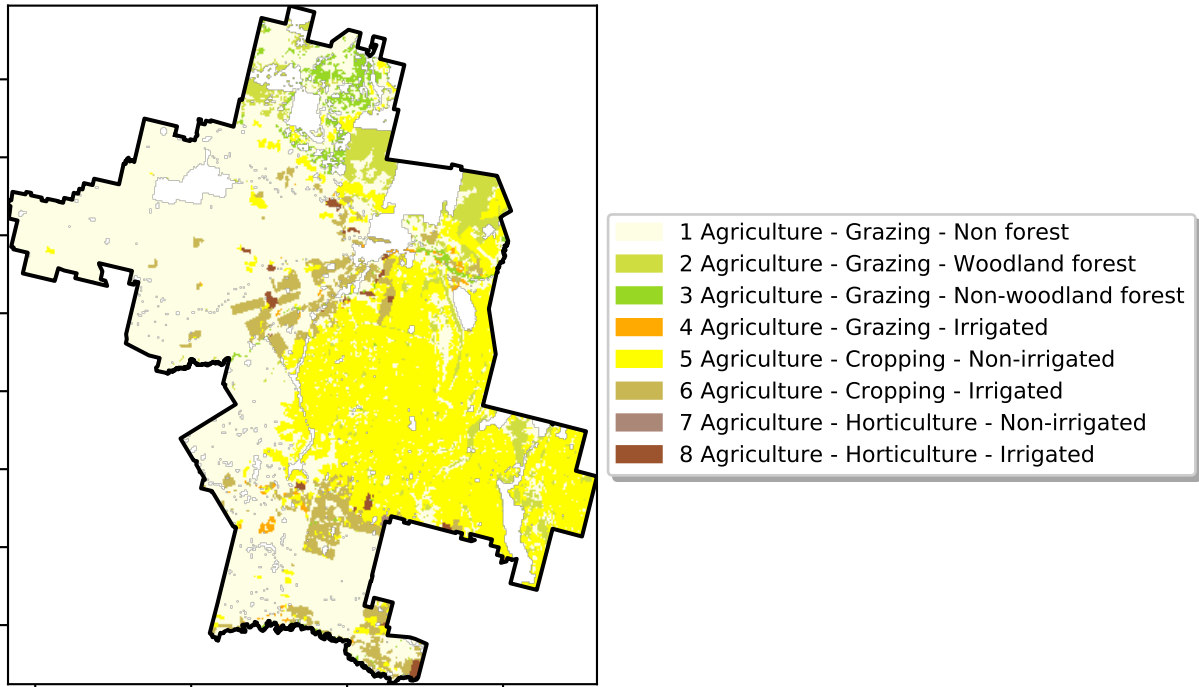 1 Agriculture - Grazing - Non forest
2 Agriculture - Grazing - Woodland forest
3 Agriculture - Grazing - Non-woodland forest
4 Agriculture - Grazing - Irrigated
5 Agriculture - Cropping - Non-irrigated
6 Agriculture - Cropping - Irrigated
7 Agriculture - Horticulture - Non-irrigated
8 Agriculture - Horticulture - Irrigated